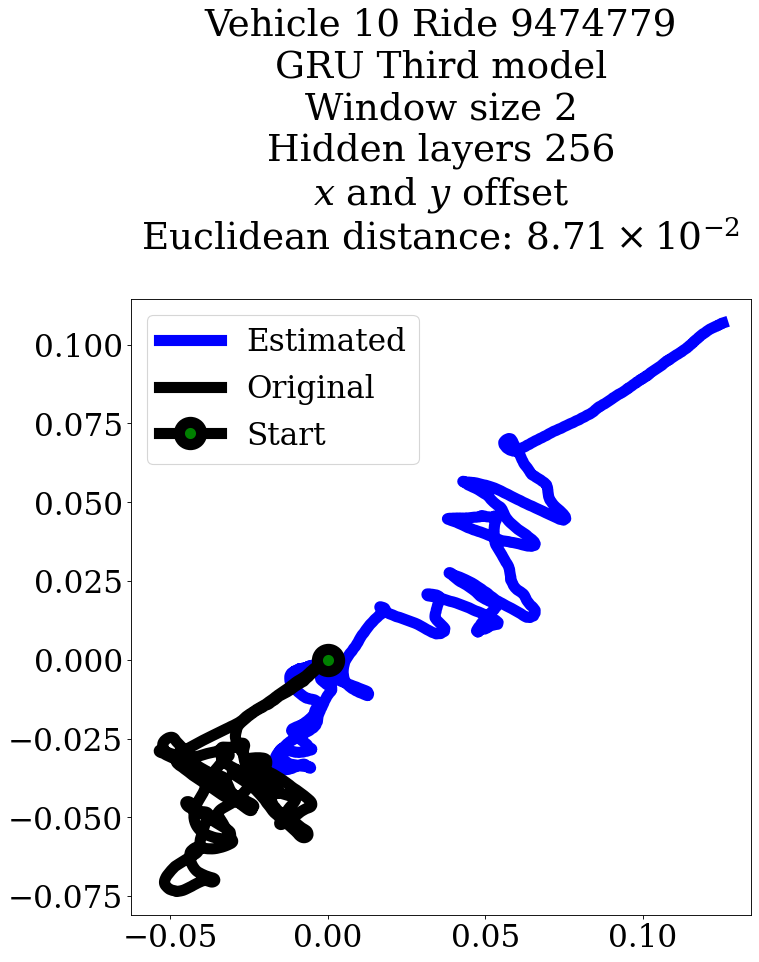 Vehicle 10 Ride 9474779
GRU Third model
Window size 2
Hidden layers 256
x and y offset
Euclidean distance: 8.71 × 10⁻²
Estimated
Original
Start
0.100
0.075
0.050
0.025
0.000
−0.025
−0.050
−0.075
−0.05 0.00 0.05 0.10